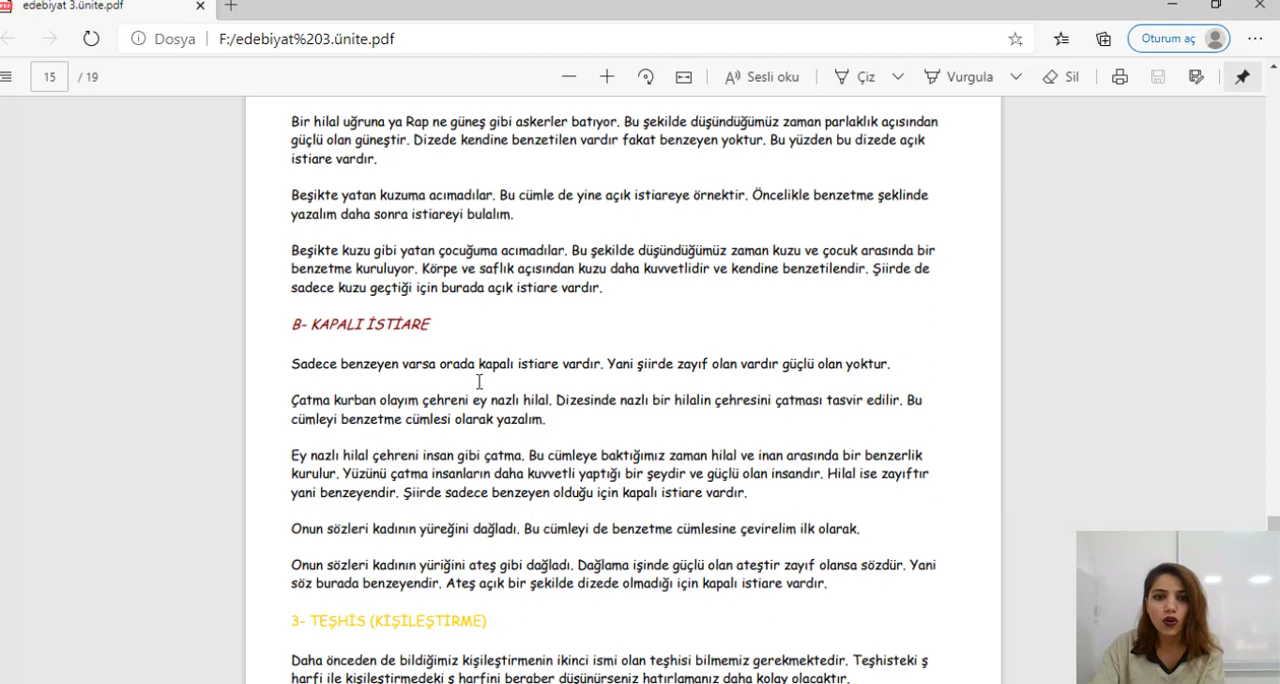 edebiyat 3.ünite.pdf
Dosya F:/edebiyat%203.ünite.pdf Oturum aç
15 / 19 Sesli oku Çiz Vurgula Sil
Bir hilal uğruna ya Rap ne güneş gibi askerler batıyor. Bu şekilde düşündüğümüz zaman parlaklık açısından
güçlü olan güneştir. Dizede kendine benzetilen vardır fakat benzeyen yoktur. Bu yüzden bu dizede açık
istiare vardır.
Beşikte yatan kuzuma acımadılar. Bu cümle de yine açık istiareye örnektir. Öncelikle benzetme şeklinde
yazalım daha sonra istiareyi bulalım.
Beşikte kuzu gibi yatan çocuğuma acımadılar. Bu şekilde düşündüğümüz zaman kuzu ve çocuk arasında bir
benzetme kuruluyor. Körpe ve saflık açısından kuzu daha kuvvetlidir ve kendine benzetilendir. Şiirde de
sadece kuzu geçtiği için burada açık istiare vardır.
B- KAPALI İSTİARE
Sadece benzeyen varsa orada kapalı istiare vardır. Yani şiirde zayıf olan vardır güçlü olan yoktur.
Çatma kurban olayım çehreni ey nazlı hilal. Dizesinde nazlı bir hilalin çehresini çatması tasvir edilir. Bu
cümleyi benzetme cümlesi olarak yazalım.
Ey nazlı hilal çehreni insan gibi çatma. Bu cümleye baktığımız zaman hilal ve inan arasında bir benzerlik
kurulur. Yüzünü çatma insanların daha kuvvetli yaptığı bir şeydir ve güçlü olan insandır. Hilal ise zayıftır
yani benzeyendir. Şiirde sadece benzeyen olduğu için kapalı istiare vardır.
Onun sözleri kadının yüreğini dağladı. Bu cümleyi de benzetme cümlesine çevirelim ilk olarak.
Onun sözleri kadının yüriğini ateş gibi dağladı. Dağlama işinde güçlü olan ateştir zayıf olansa sözdür. Yani
söz burada benzeyendir. Ateş açık bir şekilde dizede olmadığı için kapalı istiare vardır.
3- TEŞHİS (KİŞİLEŞTİRME)
Daha önceden de bildiğimiz kişileştirmenin ikinci ismi olan teşhisi bilmemiz gerekmektedir. Teşhisteki ş
harfi ile kişileştirmedeki ş harfini beraber düşünürseniz hatırlamanız daha kolay olacaktır.